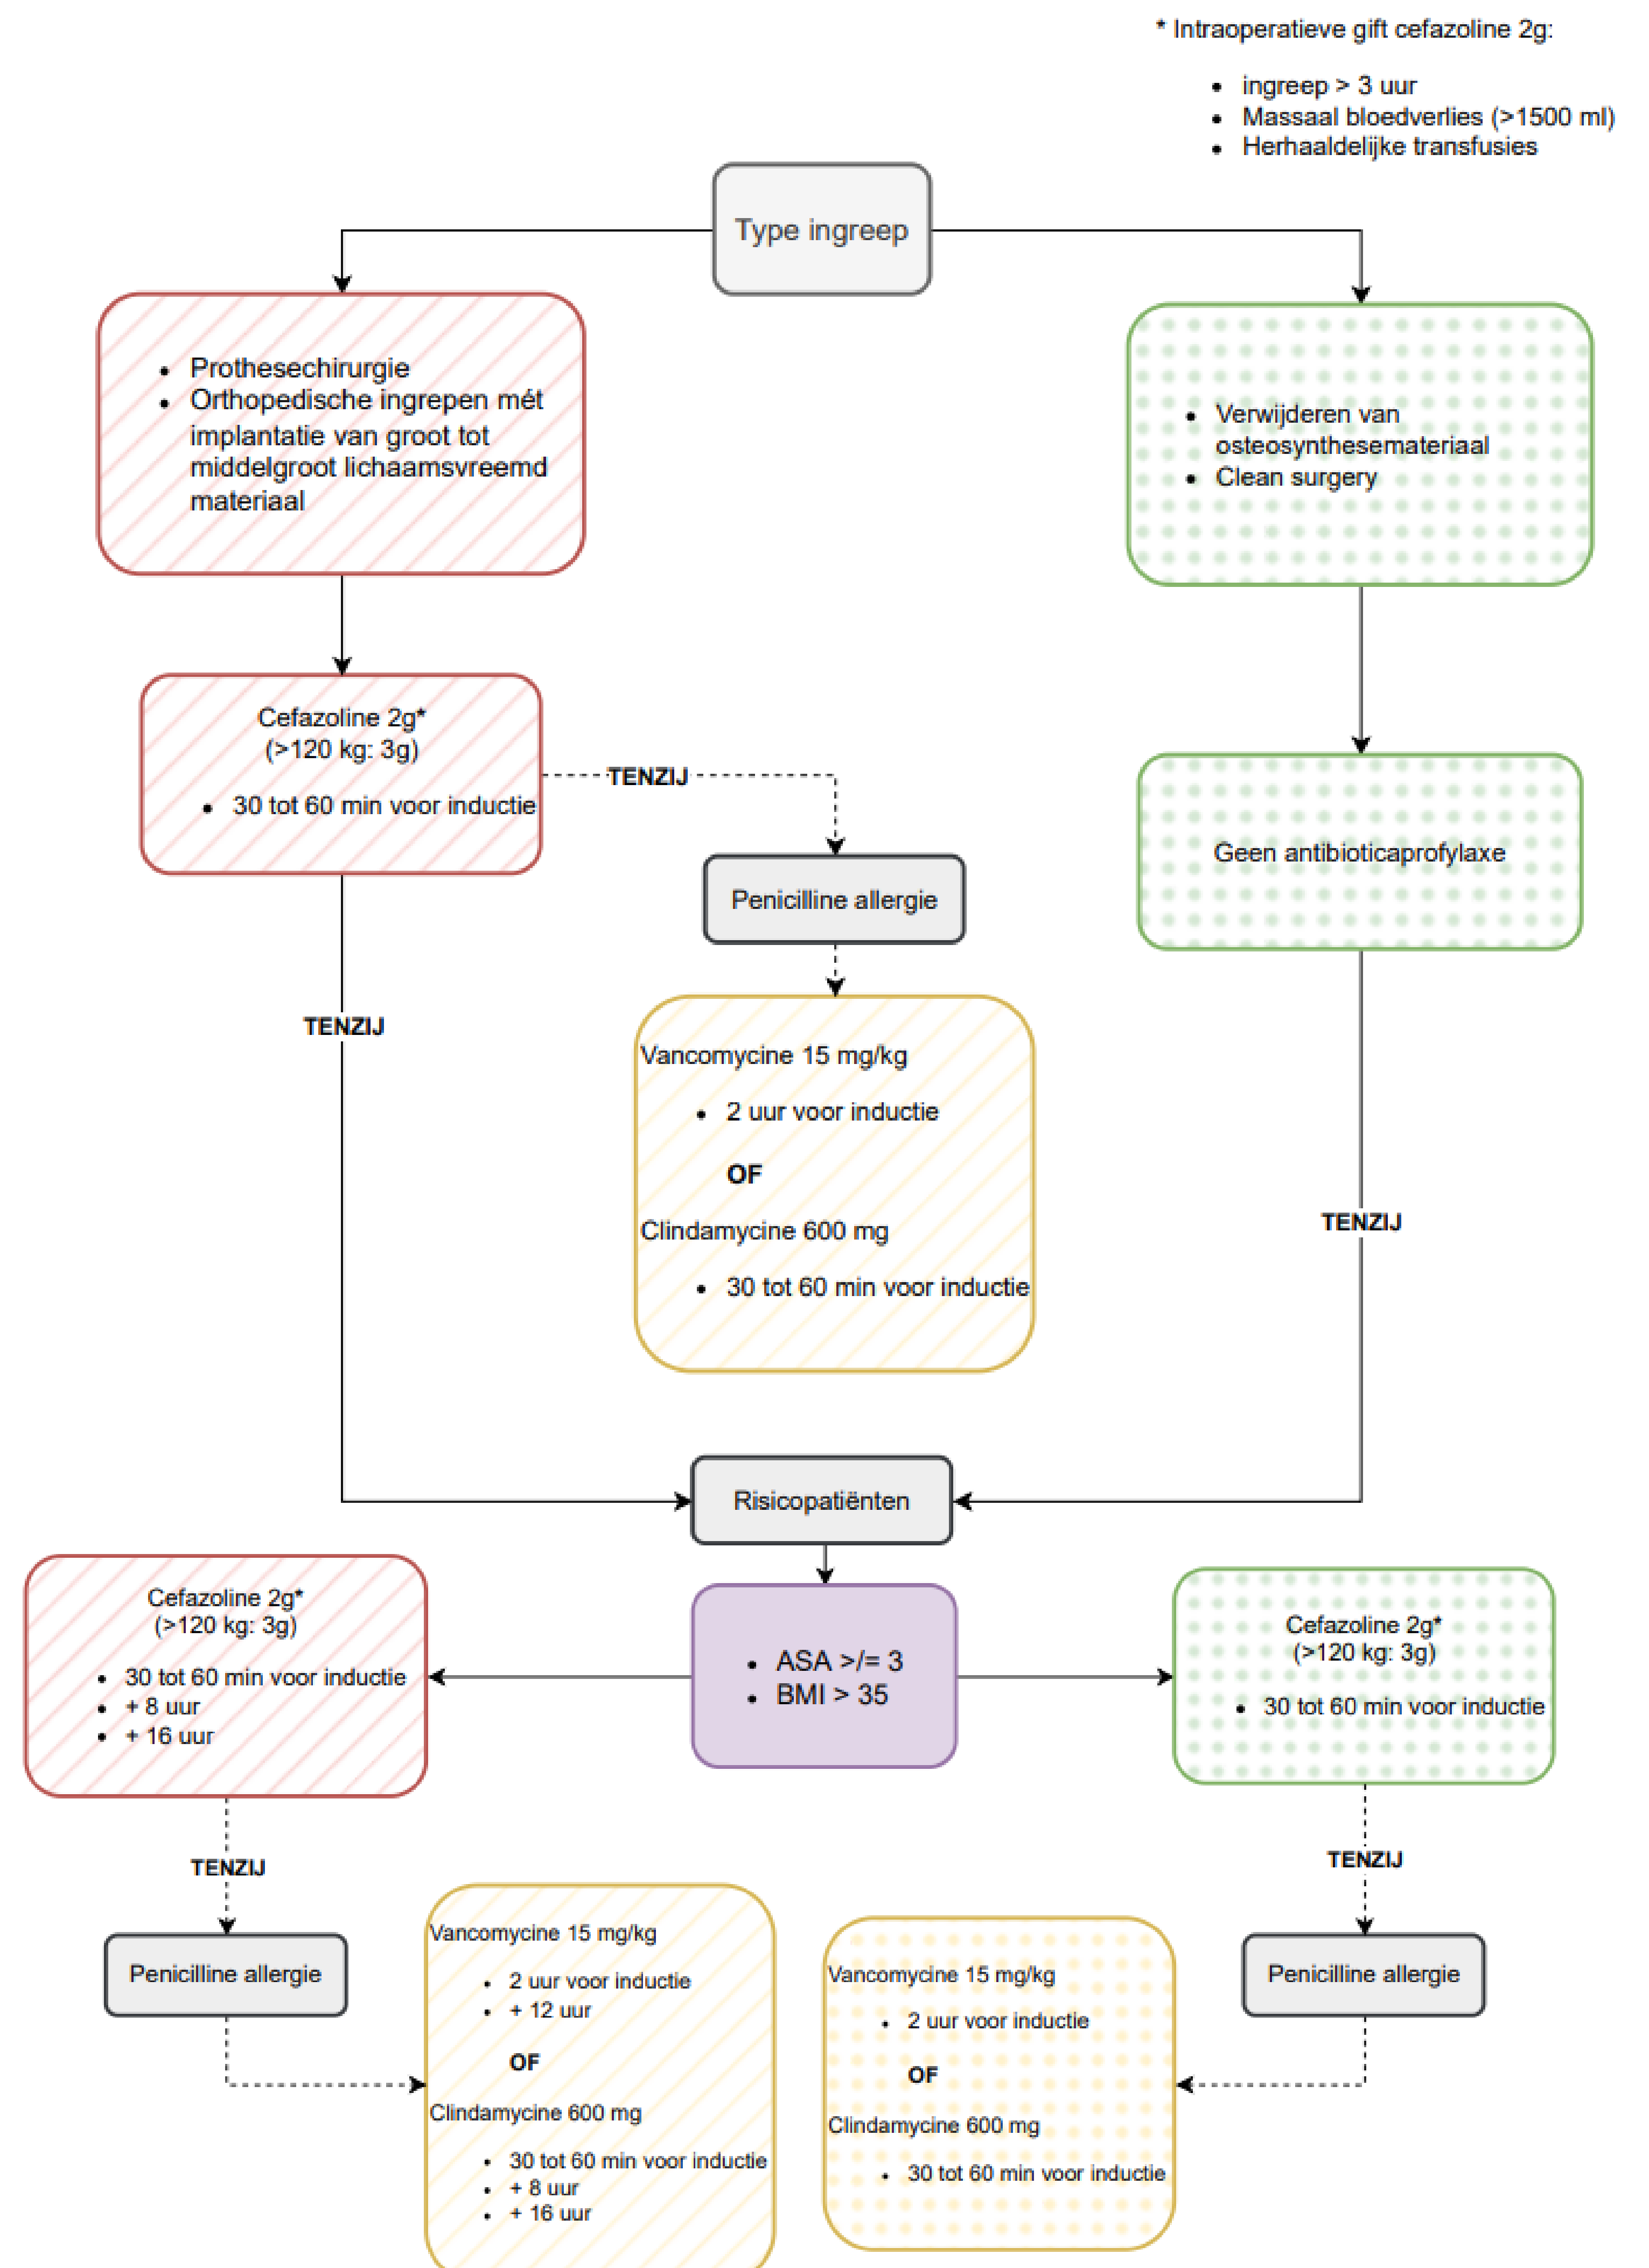 * Intraoperatieve gift cefazoline 2g:
• ingreep > 3 uur
• Massaal bloedverlies (>1500 ml)
• Herhaaldelijke transfusies
Type ingreep
• Prothesechirurgie
• Orthopedische ingrepen mét
implantatie van groot tot
middelgroot lichaamsvreemd
materiaal
• Verwijderen van
osteosynthesemateriaal
• Clean surgery
Cefazoline 2g*
(>120 kg: 3g)
• 30 tot 60 min voor inductie
TENZIJ
Penicilline allergie
Geen antibioticaprofylaxe
TENZIJ
Vancomycine 15 mg/kg
• 2 uur voor inductie
OF
Clindamycine 600 mg
• 30 tot 60 min voor inductie
TENZIJ
Risicopatiënten
• ASA >/= 3
• BMI > 35
Cefazoline 2g*
(>120 kg: 3g)
• 30 tot 60 min voor inductie
• + 8 uur
• + 16 uur
Cefazoline 2g*
(>120 kg: 3g)
• 30 tot 60 min voor inductie
TENZIJ
Penicilline allergie
Vancomycine 15 mg/kg
• 2 uur voor inductie
• + 12 uur
OF
Clindamycine 600 mg
• 30 tot 60 min voor inductie
• + 8 uur
• + 16 uur
TENZIJ
Penicilline allergie
Vancomycine 15 mg/kg
• 2 uur voor inductie
OF
Clindamycine 600 mg
• 30 tot 60 min voor inductie